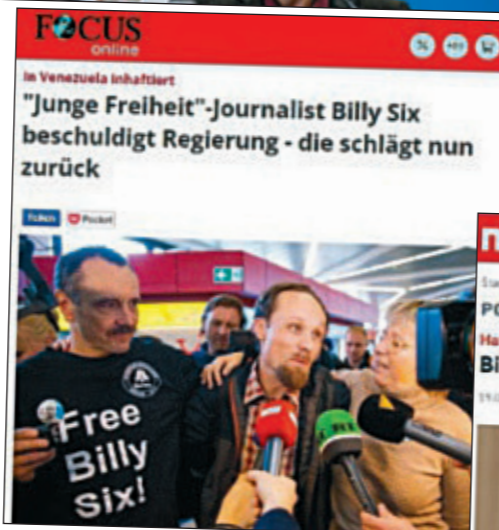 FOCUS
online
In Venezuela inhaftiert
"Junge Freiheit"-Journalist Billy Six
beschuldigt Regierung - die schlägt nun
zurück
Teilen Pocket
Free
Billy
Six!